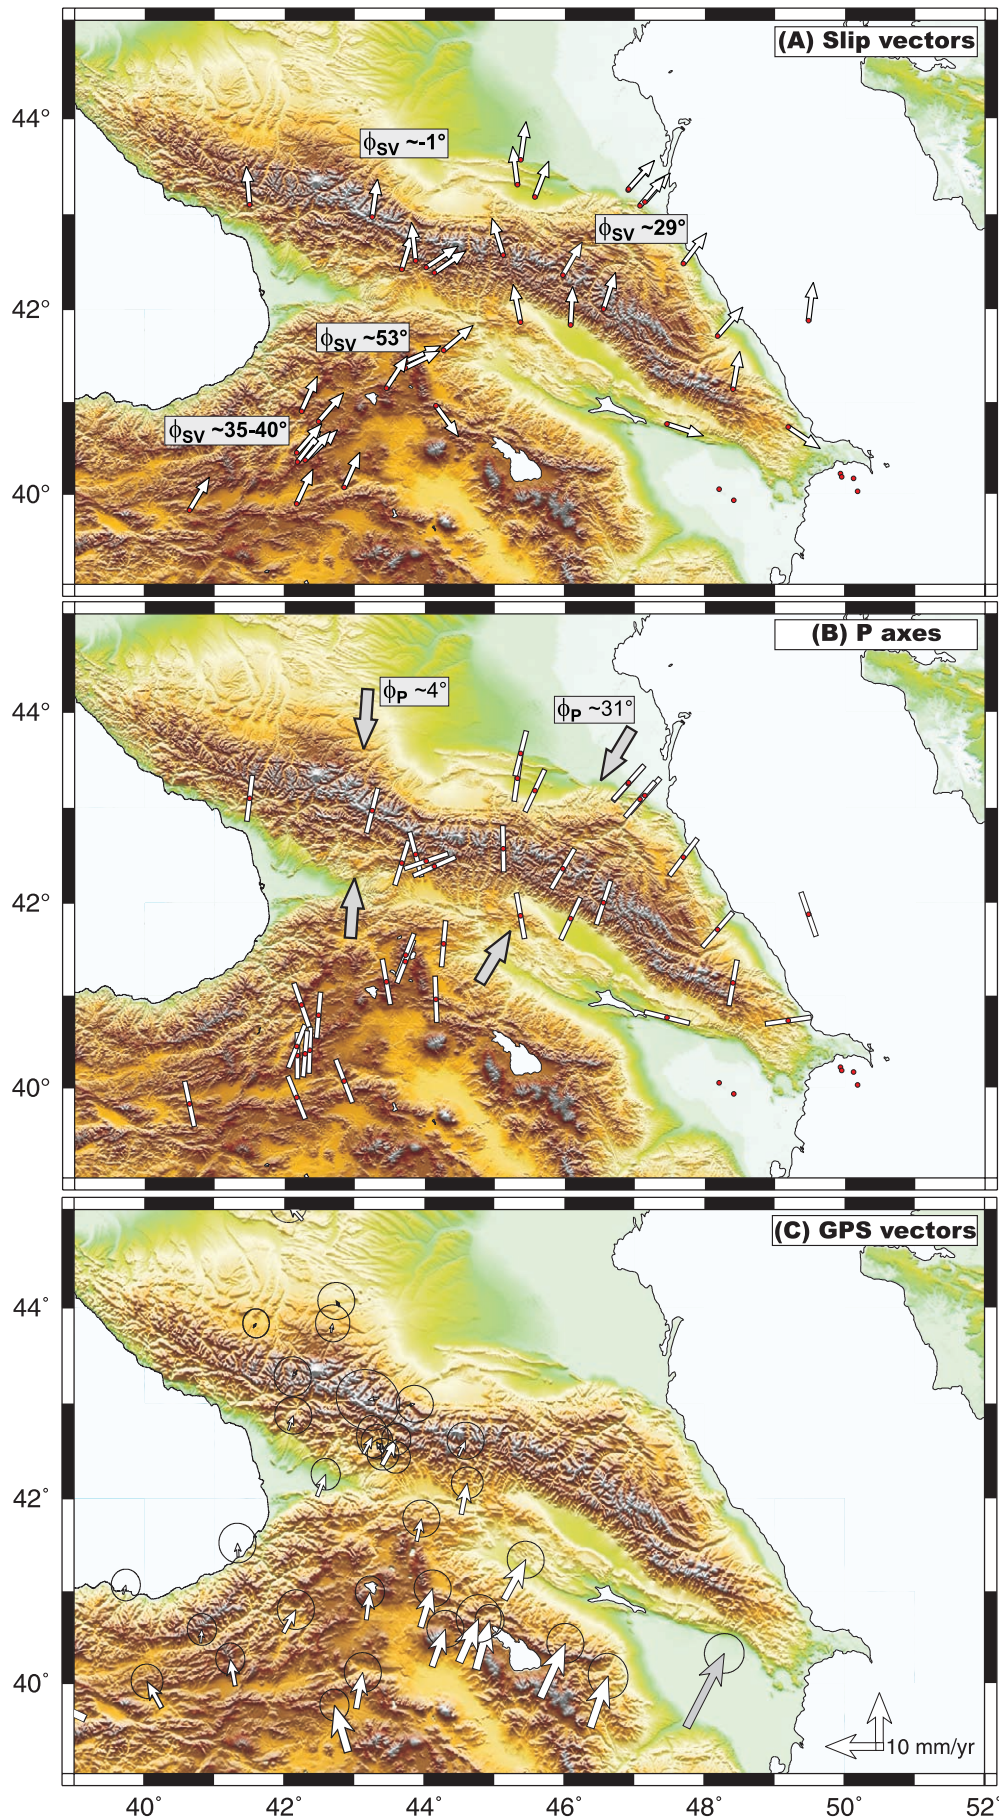 (A) Slip vectors
44°
ϕSV ~-1°
ϕSV ~29°
42°
ϕSV ~53°
ϕSV ~35-40°
40°
(B) P axes
ϕP ~4°
44°
ϕP ~31°
42°
40°
(C) GPS vectors
44°
42°
40°
10 mm/yr
40° 42° 44° 46° 48° 50° 52°